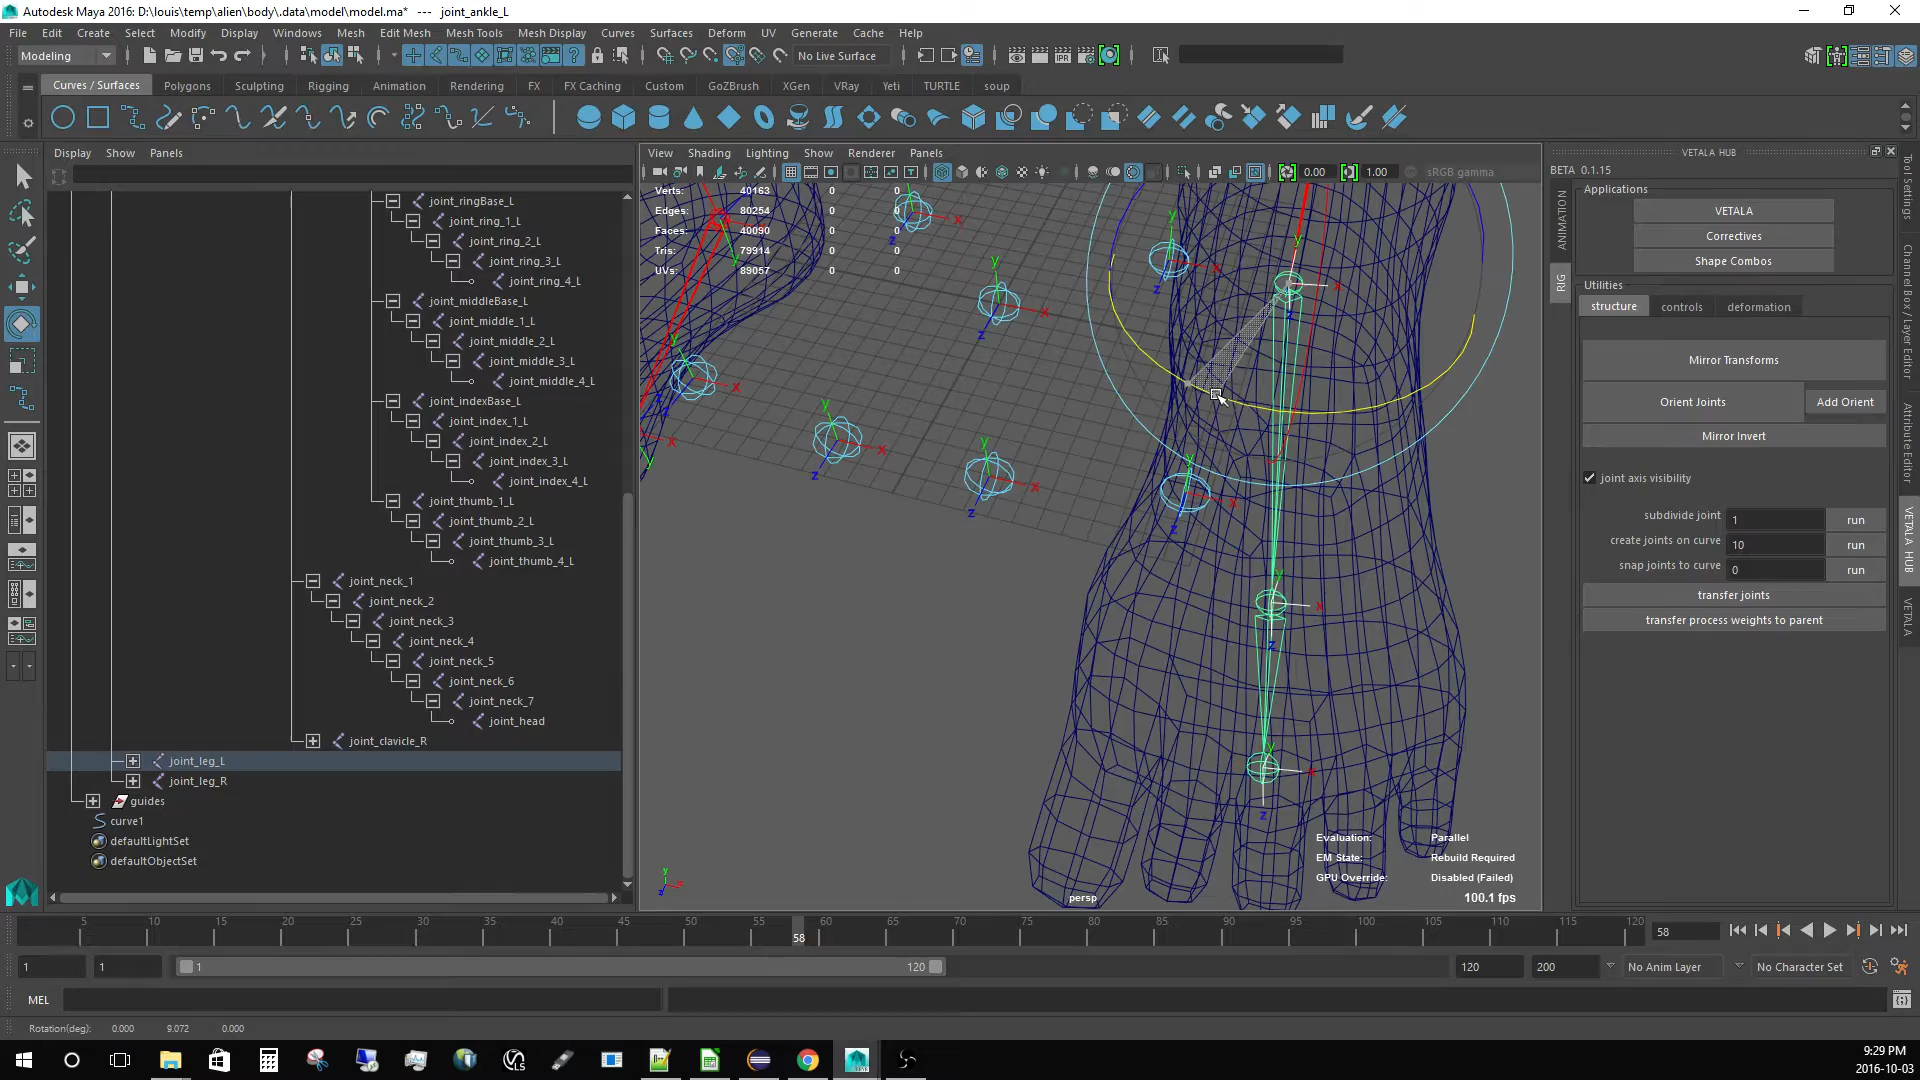 Autodesk Maya 2016: D:\louis\temp\alien\body\.data\model\model.ma* --- joint_ankle_L
File Edit Create Select Modify Display Windows Mesh Edit Mesh Mesh Tools Mesh Display Curves Surfaces Deform UV Generate Cache Help
Modeling No Live Surface
Curves / Surfaces Polygons Sculpting Rigging Animation Rendering FX FX Caching Custom GoZBrush XGen VRay Yeti TURTLE soup
Display Show Panels
joint_ringBase_L
joint_ring_1_L
joint_ring_2_L
joint_ring_3_L
joint_ring_4_L
joint_middleBase_L
joint_middle_1_L
joint_middle_2_L
joint_middle_3_L
joint_middle_4_L
joint_indexBase_L
joint_index_1_L
joint_index_2_L
joint_index_3_L
joint_index_4_L
joint_thumb_1_L
joint_thumb_2_L
joint_thumb_3_L
joint_thumb_4_L
joint_neck_1
joint_neck_2
joint_neck_3
joint_neck_4
joint_neck_5
joint_neck_6
joint_neck_7
joint_head
joint_clavicle_R
joint_leg_L
joint_leg_R
guides
curve1
defaultLightSet
defaultObjectSet
View Shading Lighting Show Renderer Panels
0.00 1.00 sRGB gamma
Verts: 40163 0 0
Edges: 80254 0 0
Faces: 40090 0 0
Tris: 79914 0 0
UVs: 89057 0 0
Evaluation: Parallel
EM State: Rebuild Required
GPU Override: Disabled (Failed)
100.1 fps
persp
VETALA HUB
BETA 0.1.15
ANIMATION
RIG
Applications
VETALA
Correctives
Shape Combos
Utilities
structure controls deformation
Mirror Transforms
Orient Joints Add Orient
Mirror Invert
joint axis visibility
subdivide joint 1 run
create joints on curve 10 run
snap joints to curve 0 run
transfer joints
transfer process weights to parent
Tool Settings
Channel Box / Layer Editor
Attribute Editor
VETALA HUB
VETALA
5 10 15 20 25 30 35 40 45 50 55 60 65 70 75 80 85 90 95 100 105 110 115 120
58
58
1 1 1 120 120 200 No Anim Layer No Character Set
MEL
Rotation(deg): 0.000 9.072 0.000
9:29 PM
2016-10-03